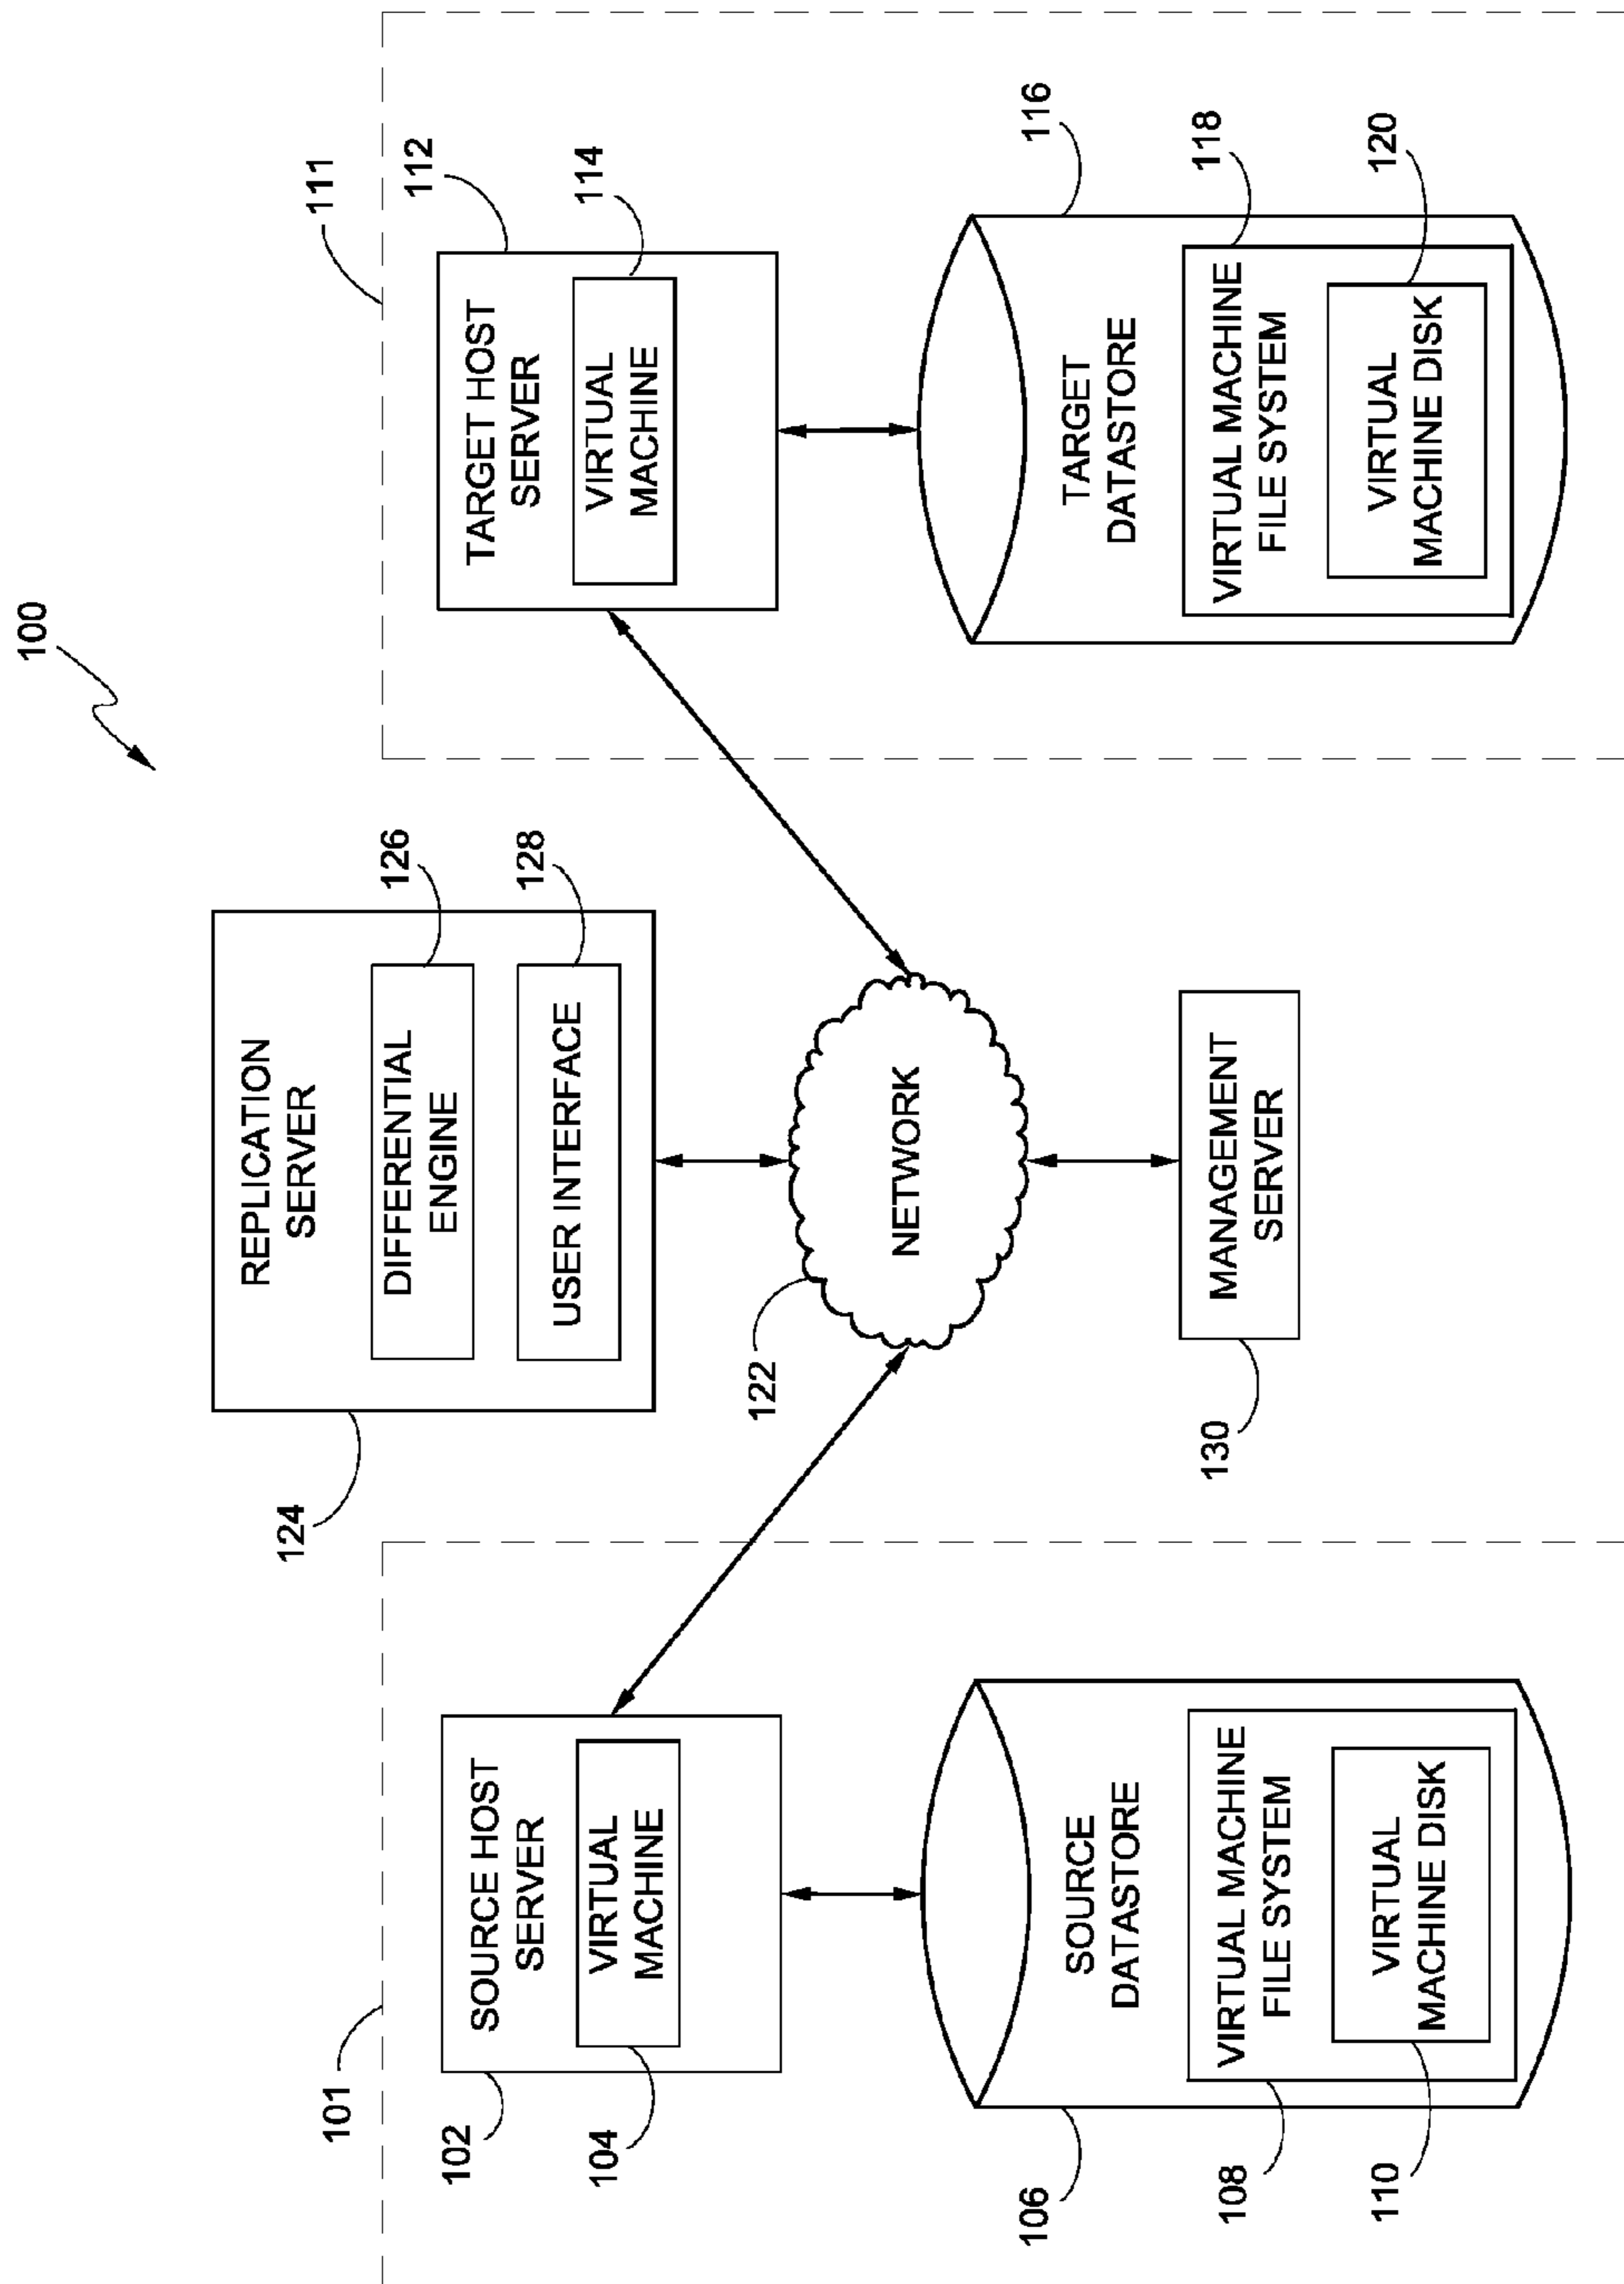 100
101
102
SOURCE HOST
SERVER
104
VIRTUAL
MACHINE
106
SOURCE
DATASTORE
108
VIRTUAL MACHINE
FILE SYSTEM
110
VIRTUAL
MACHINE DISK
124
REPLICATION
SERVER
126
DIFFERENTIAL
ENGINE
128
USER INTERFACE
122
NETWORK
130
MANAGEMENT
SERVER
111
112
TARGET HOST
SERVER
114
VIRTUAL
MACHINE
116
TARGET
DATASTORE
118
VIRTUAL MACHINE
FILE SYSTEM
120
VIRTUAL
MACHINE DISK